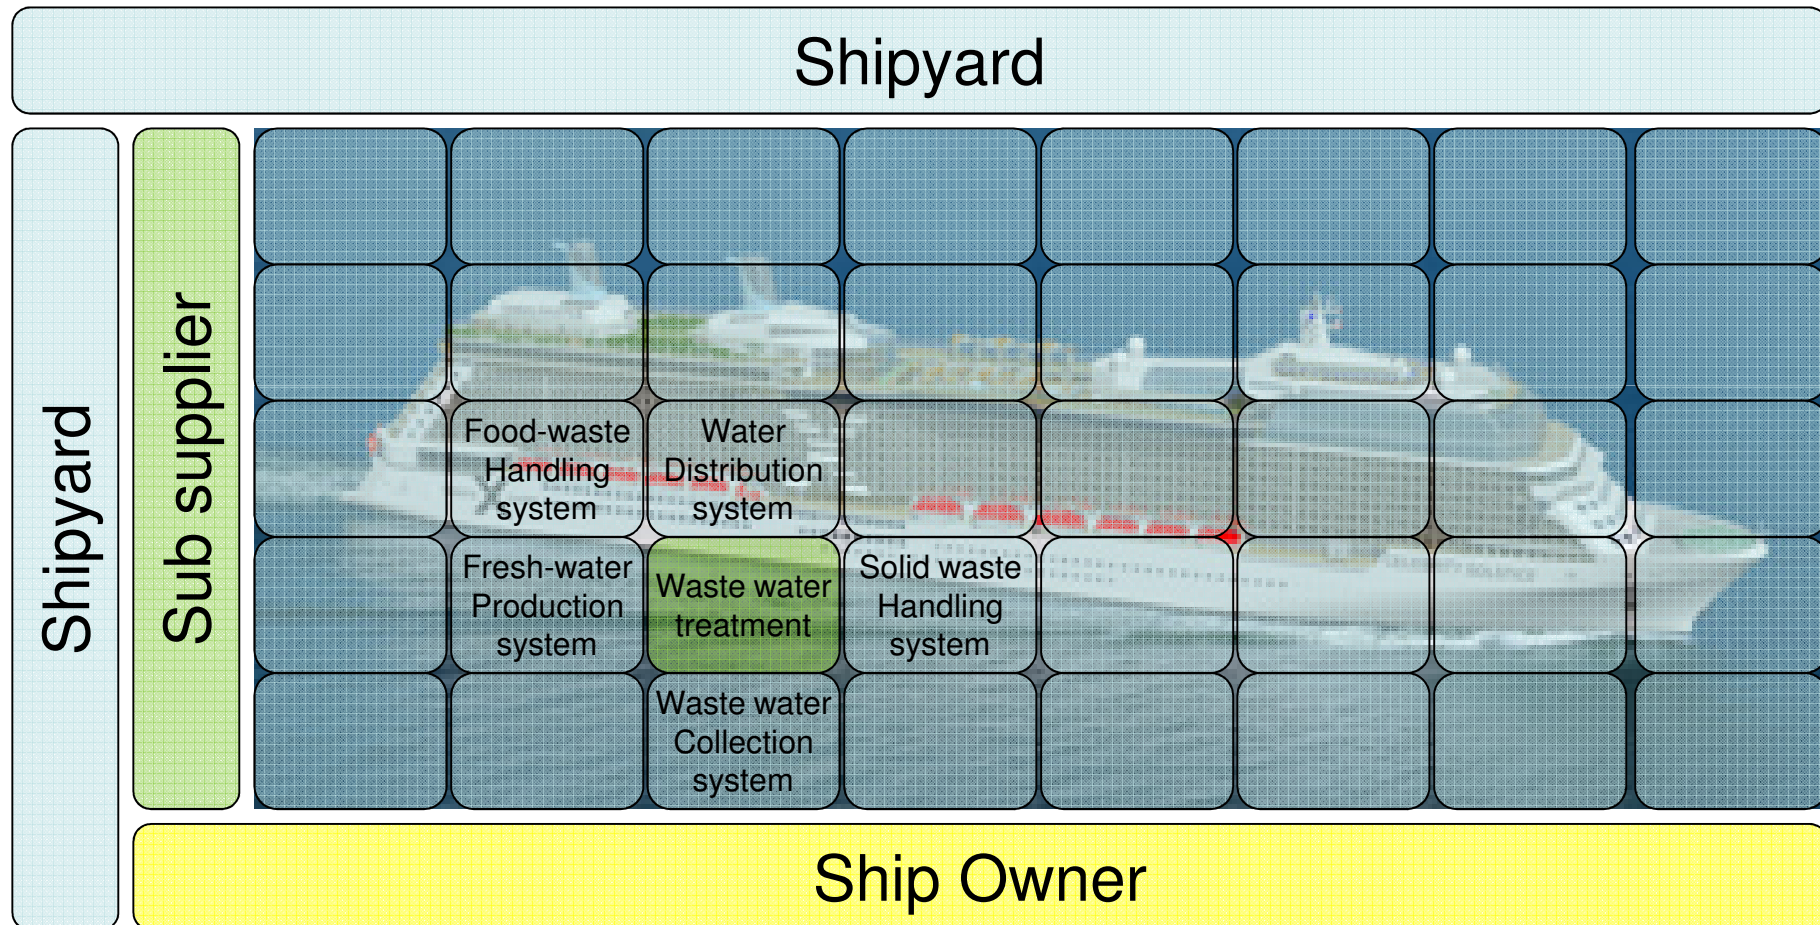 Shipyard
Shipyard
Sub supplier
Food-waste
Handling
system
Water
Distribution
system
Fresh-water
Production
system
Waste water
treatment
Solid waste
Handling
system
Waste water
Collection
system
Ship Owner